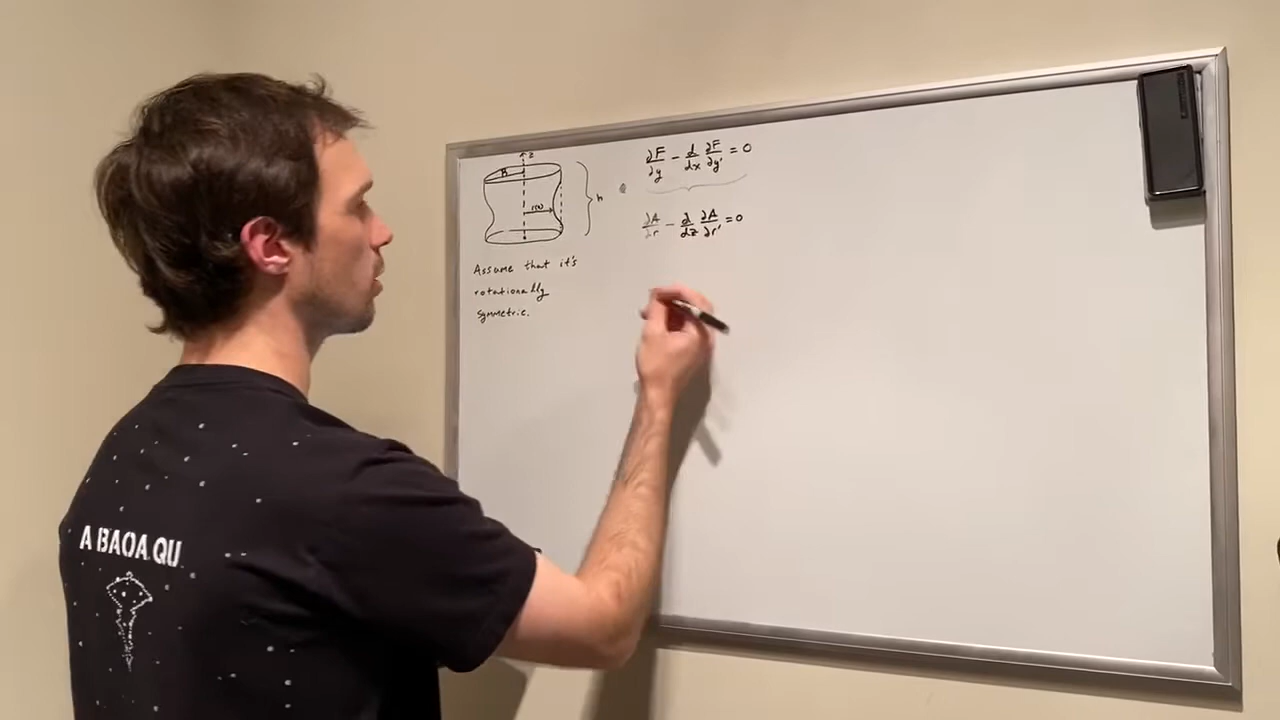 z
R
r(z)
h
Assume that it's
rotationally
symmetric.
∂F/∂y - d/dx ∂F/∂y' = 0
∂A/∂r - d/dz ∂A/∂r' = 0
A BAOA QU